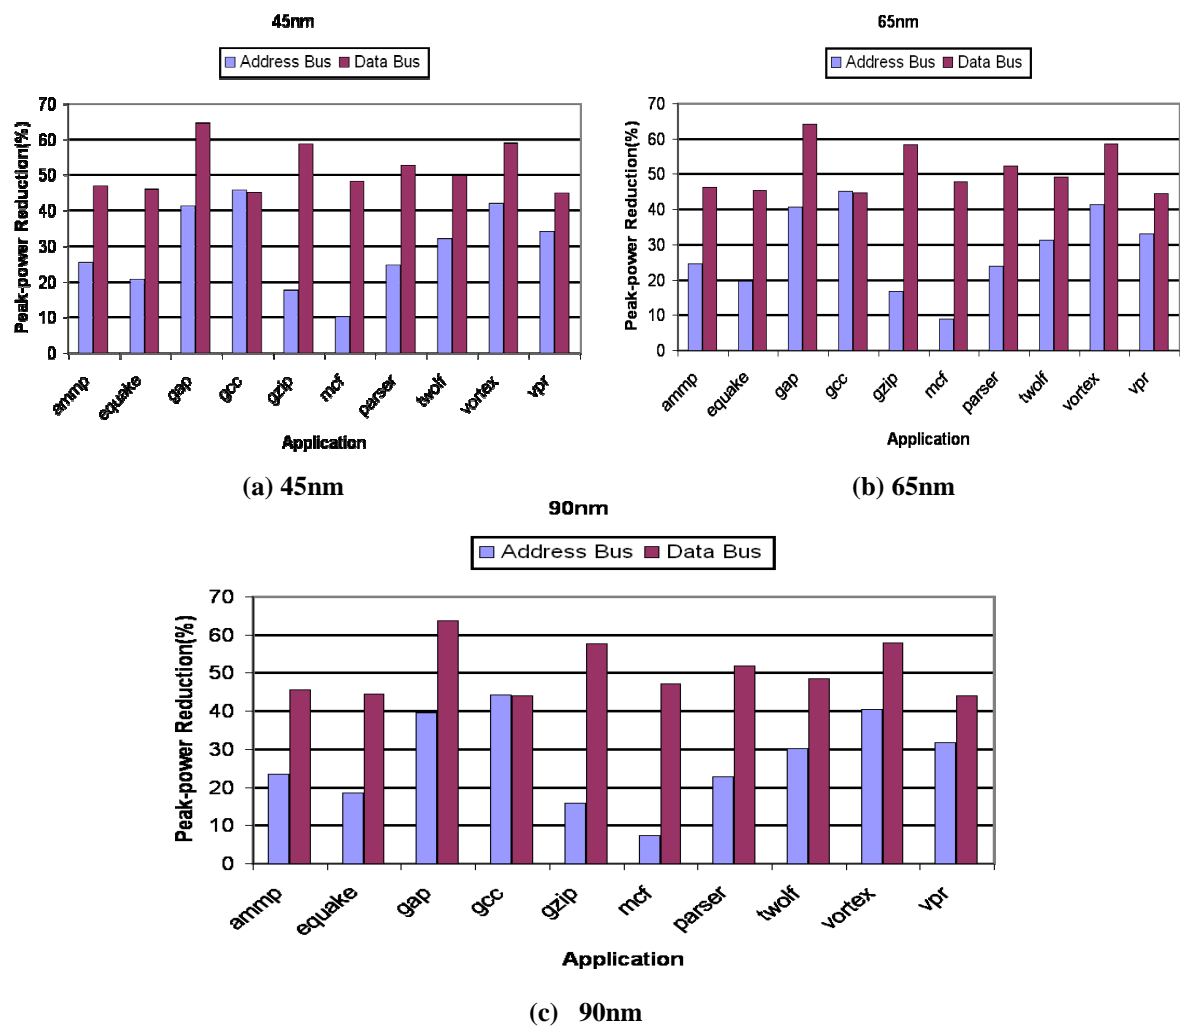 45nm
Address Bus Data Bus
Peak-power Reduction(%)
70
60
50
40
30
20
10
0
ammp equake gap gcc gzip mcf parser twolf vortex vpr
Application
(a) 45nm
65nm
Address Bus Data Bus
Peak-power Reduction(%)
70
60
50
40
30
20
10
0
ammp equake gap gcc gzip mcf parser twolf vortex vpr
Application
(b) 65nm
90nm
Address Bus Data Bus
Peak-power Reduction(%)
70
60
50
40
30
20
10
0
ammp equake gap gcc gzip mcf parser twolf vortex vpr
Application
(c) 90nm